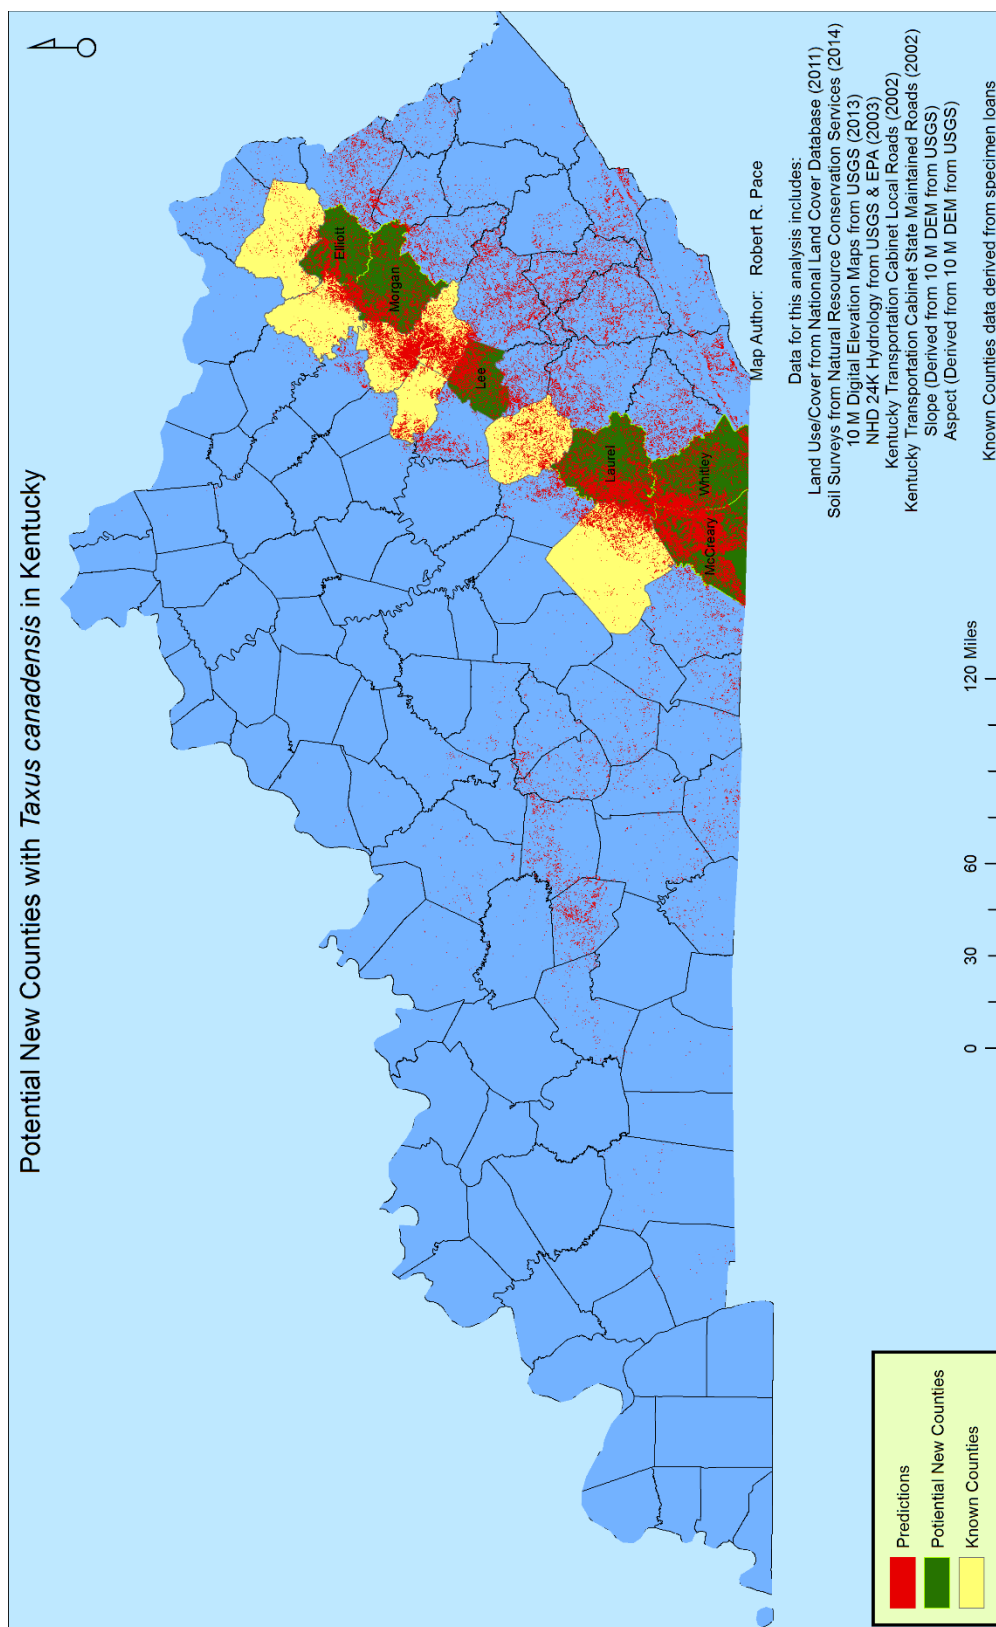 Potential New Counties with Taxus canadensis in Kentucky
Elliott
Morgan
Lee
Laurel
Whitley
McCreary
Map Author: Robert R. Pace
Data for this analysis includes:
Land Use/Cover from National Land Cover Database (2011)
Soil Surveys from Natural Resource Conservation Services (2014)
10 M Digital Elevation Maps from USGS (2013)
NHD 24K Hydrology from USGS & EPA (2003)
Kentucky Transportation Cabinet Local Roads (2002)
Kentucky Transportation Cabinet State Maintained Roads (2002)
Slope (Derived from 10 M DEM from USGS)
Aspect (Derived from 10 M DEM from USGS)
Known Counties data derived from specimen loans
Predictions
Potiential New Counties
Known Counties
0 30 60 120 Miles